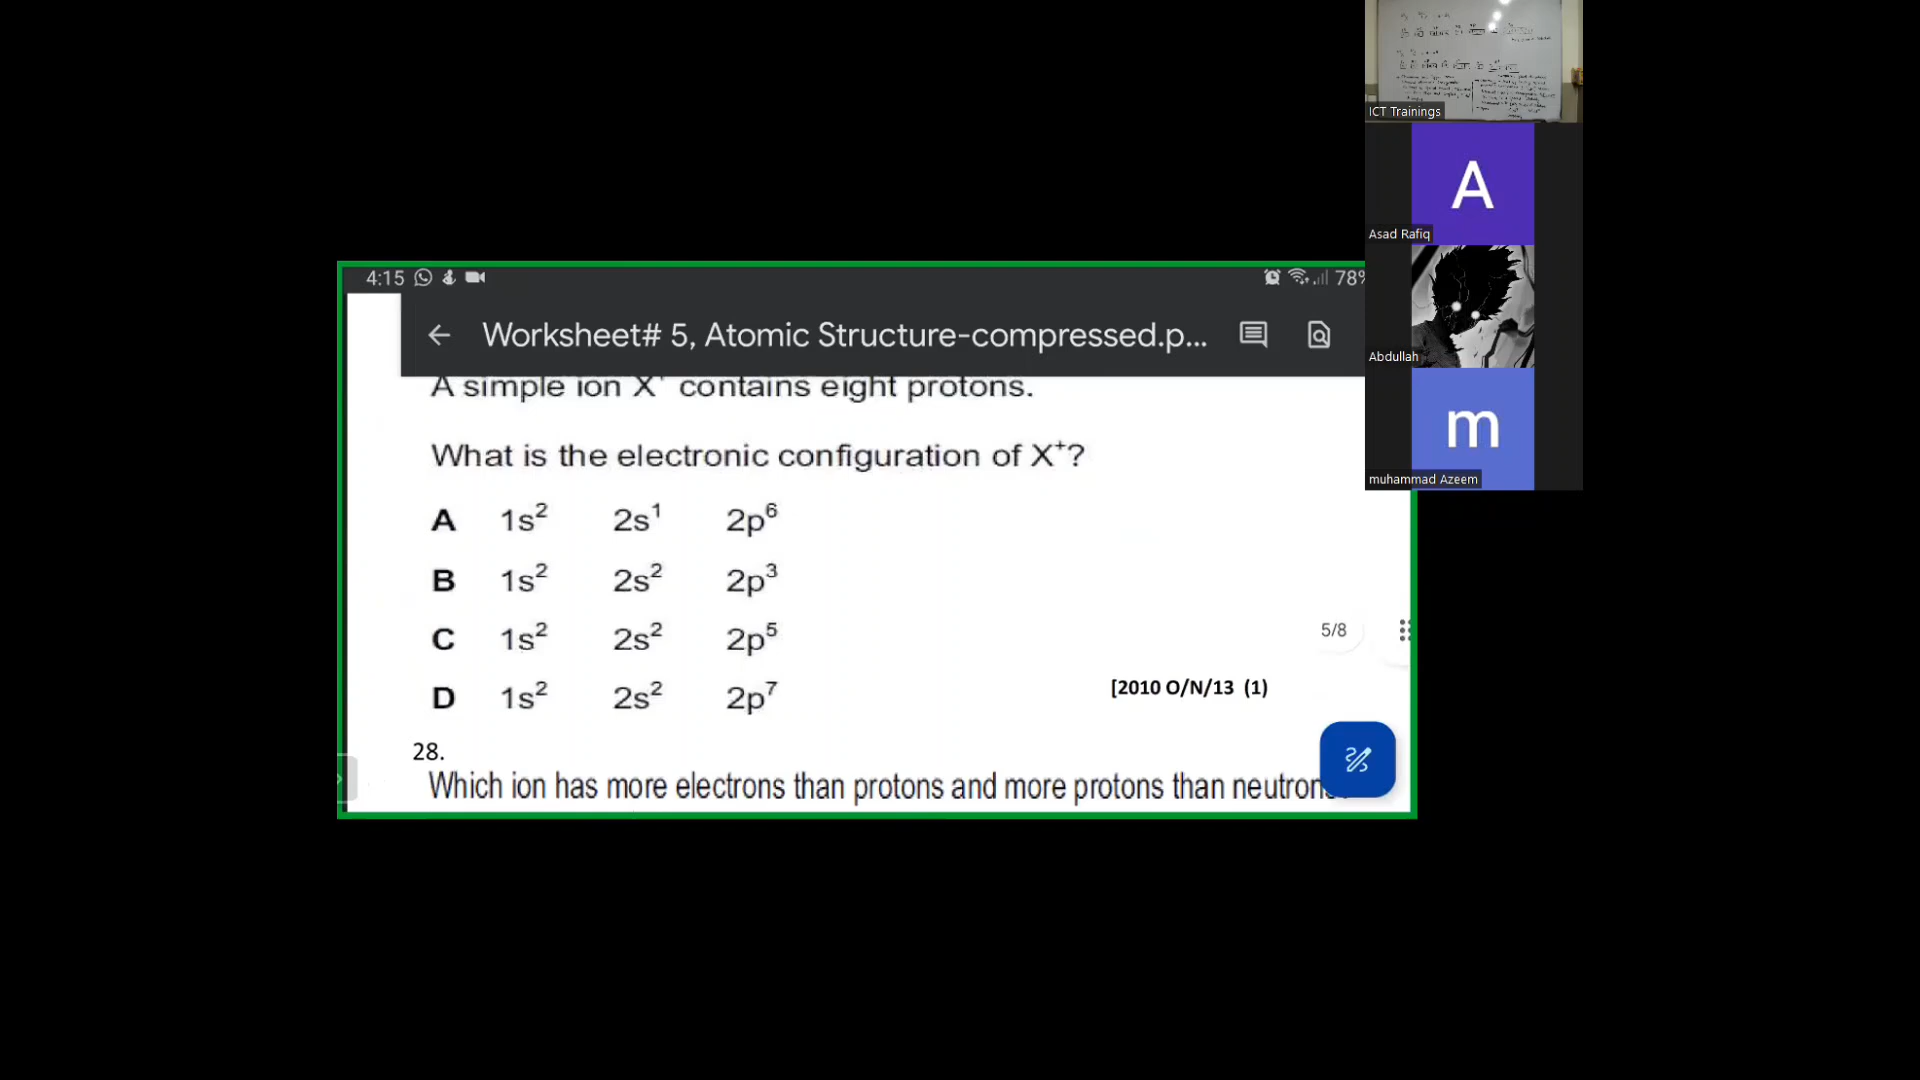 ICT Trainings
A
Asad Rafiq
Abdullah
m
muhammad Azeem
4:15
78%
Worksheet# 5, Atomic Structure-compressed.p...
A simple ion X⁺ contains eight protons.
What is the electronic configuration of X⁺?
A 1s² 2s¹ 2p⁶
B 1s² 2s² 2p³
C 1s² 2s² 2p⁵
D 1s² 2s² 2p⁷
5/8
[2010 O/N/13 (1)
28.
Which ion has more electrons than protons and more protons than neutrons